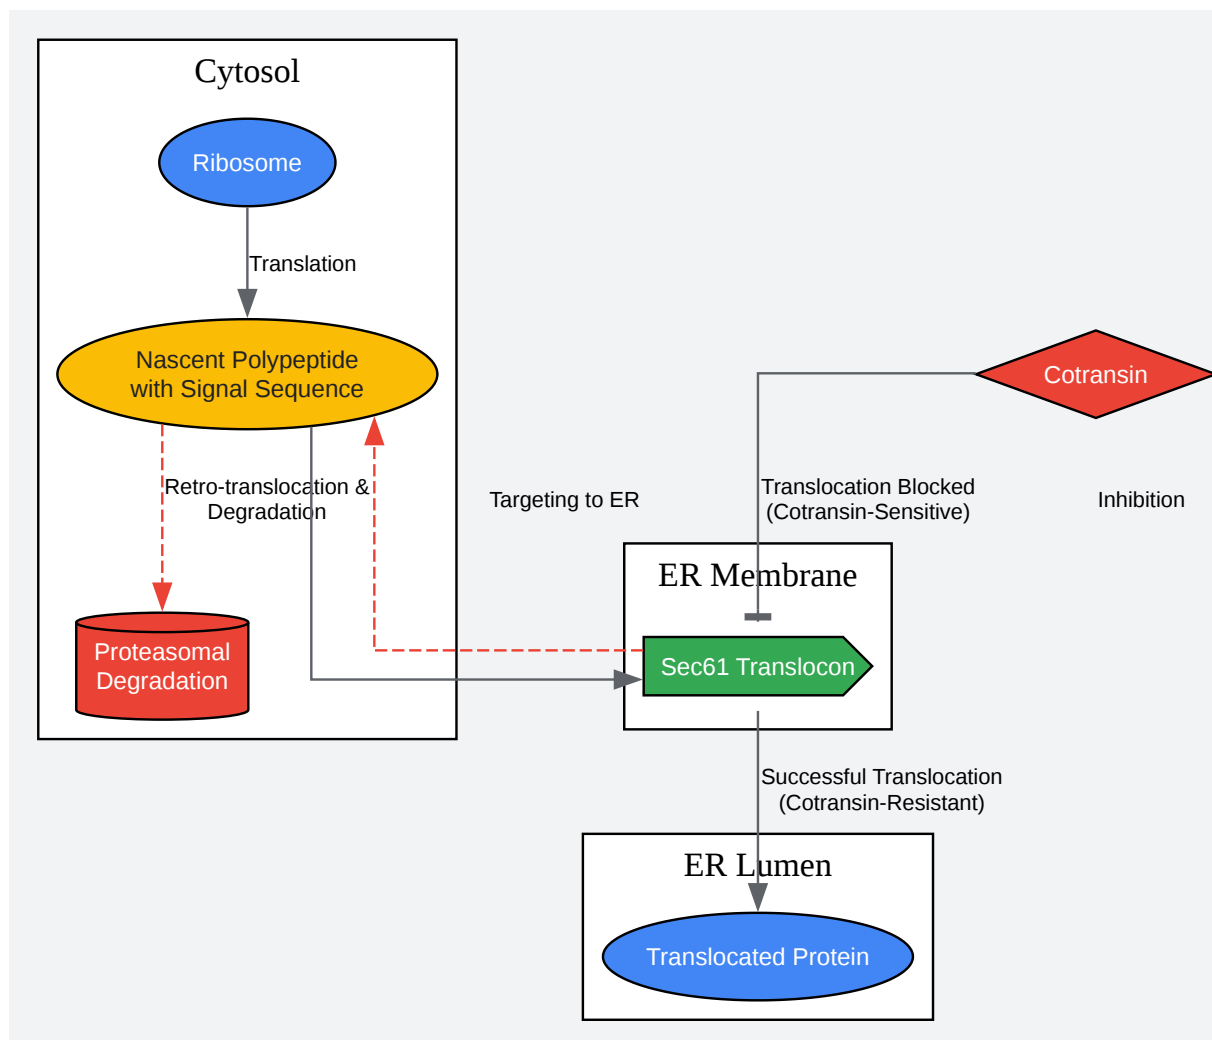 Cytosol
Ribosome
Translation
Nascent Polypeptide
with Signal Sequence
Cotransin
Retro-translocation &
Degradation
Targeting to ER
Translocation Blocked
(Cotransin-Sensitive)
Inhibition
ER Membrane
Proteasomal
Degradation
Sec61 Translocon
Successful Translocation
(Cotransin-Resistant)
ER Lumen
Translocated Protein